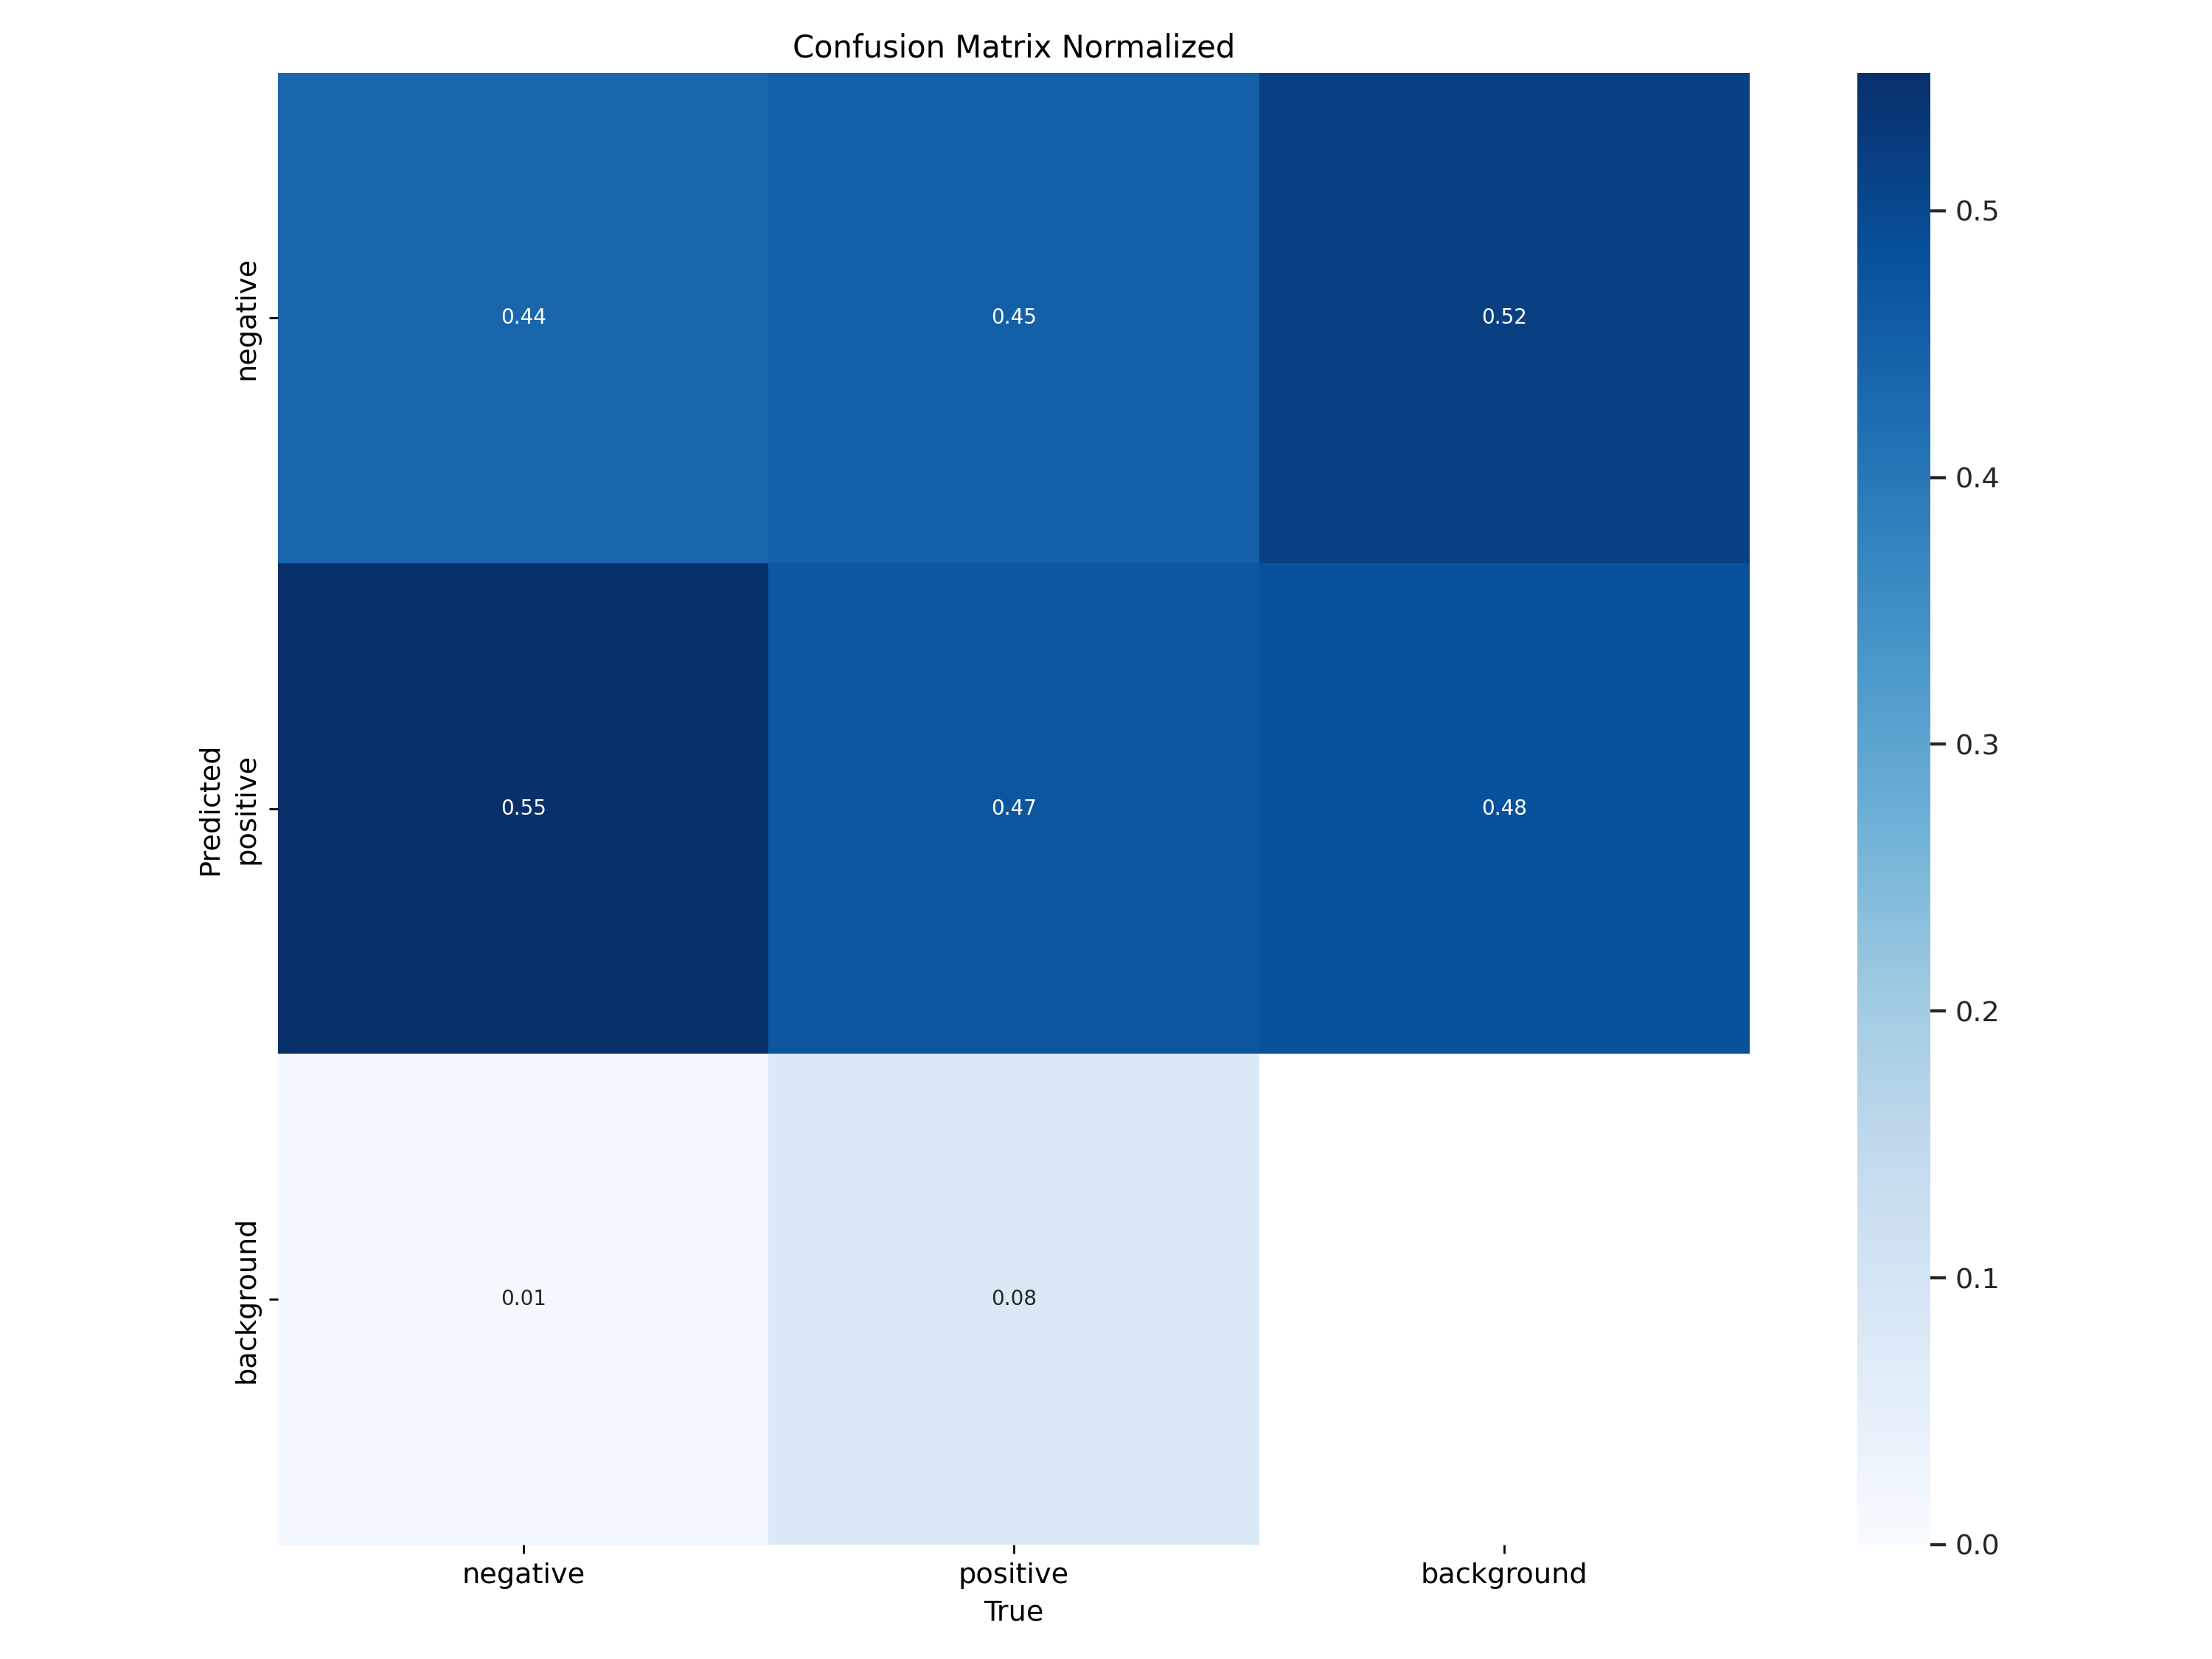 Confusion Matrix Normalized
negative
0.44
0.45
0.52
0.5
0.4
Predicted
positive
0.55
0.47
0.48
0.3
0.2
background
0.01
0.08
0.1
0.0
negative
positive
background
True